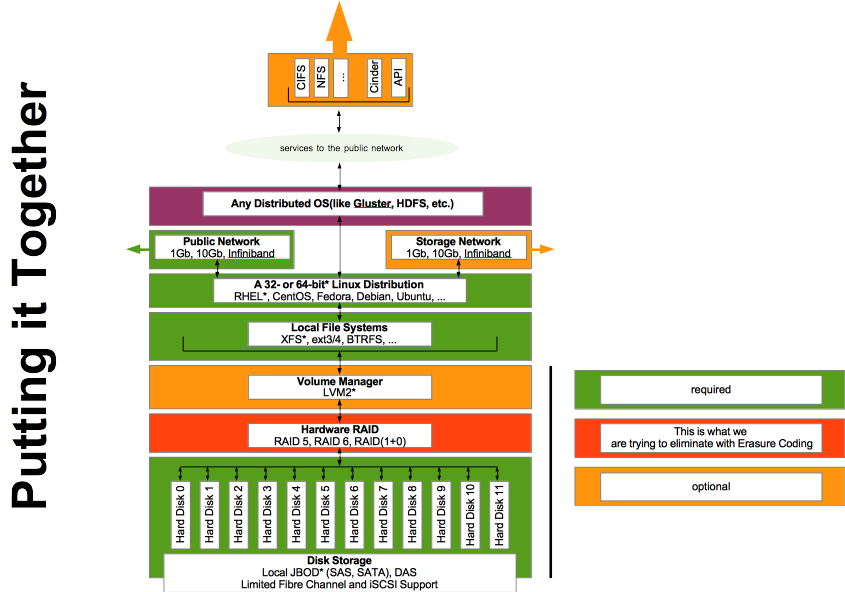 Putting it Together
CIFS
NFS
...
Cinder
API
services to the public network
Any Distributed OS(like Gluster, HDFS, etc.)
Public Network
1Gb, 10Gb, Infiniband
Storage Network
1Gb, 10Gb, Infiniband
A 32- or 64-bit* Linux Distribution
RHEL*, CentOS, Fedora, Debian, Ubuntu, ...
Local File Systems
XFS*, ext3/4, BTRFS, ...
Volume Manager
LVM2*
Hardware RAID
RAID 5, RAID 6, RAID(1+0)
Hard Disk 0
Hard Disk 1
Hard Disk 2
Hard Disk 3
Hard Disk 4
Hard Disk 5
Hard Disk 6
Hard Disk 7
Hard Disk 8
Hard Disk 9
Hard Disk 10
Hard Disk 11
Disk Storage
Local JBOD* (SAS, SATA), DAS
Limited Fibre Channel and iSCSI Support
required
This is what we
are trying to eliminate with Erasure Coding
optional